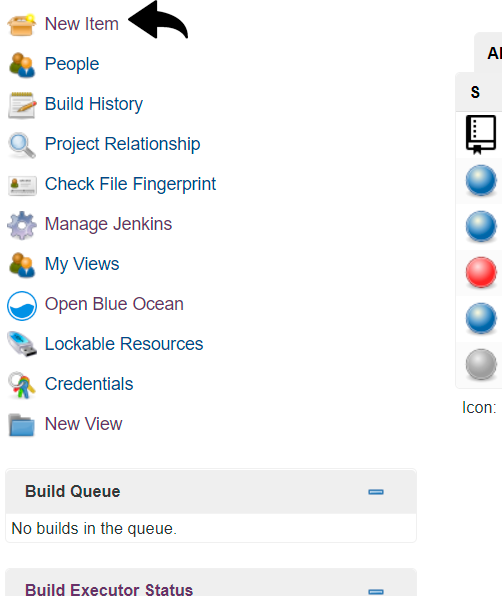 New Item
People
Build History
Project Relationship
Check File Fingerprint
Manage Jenkins
My Views
Open Blue Ocean
Lockable Resources
Credentials
New View
Build Queue
No builds in the queue.
Build Executor Status
S
Icon: